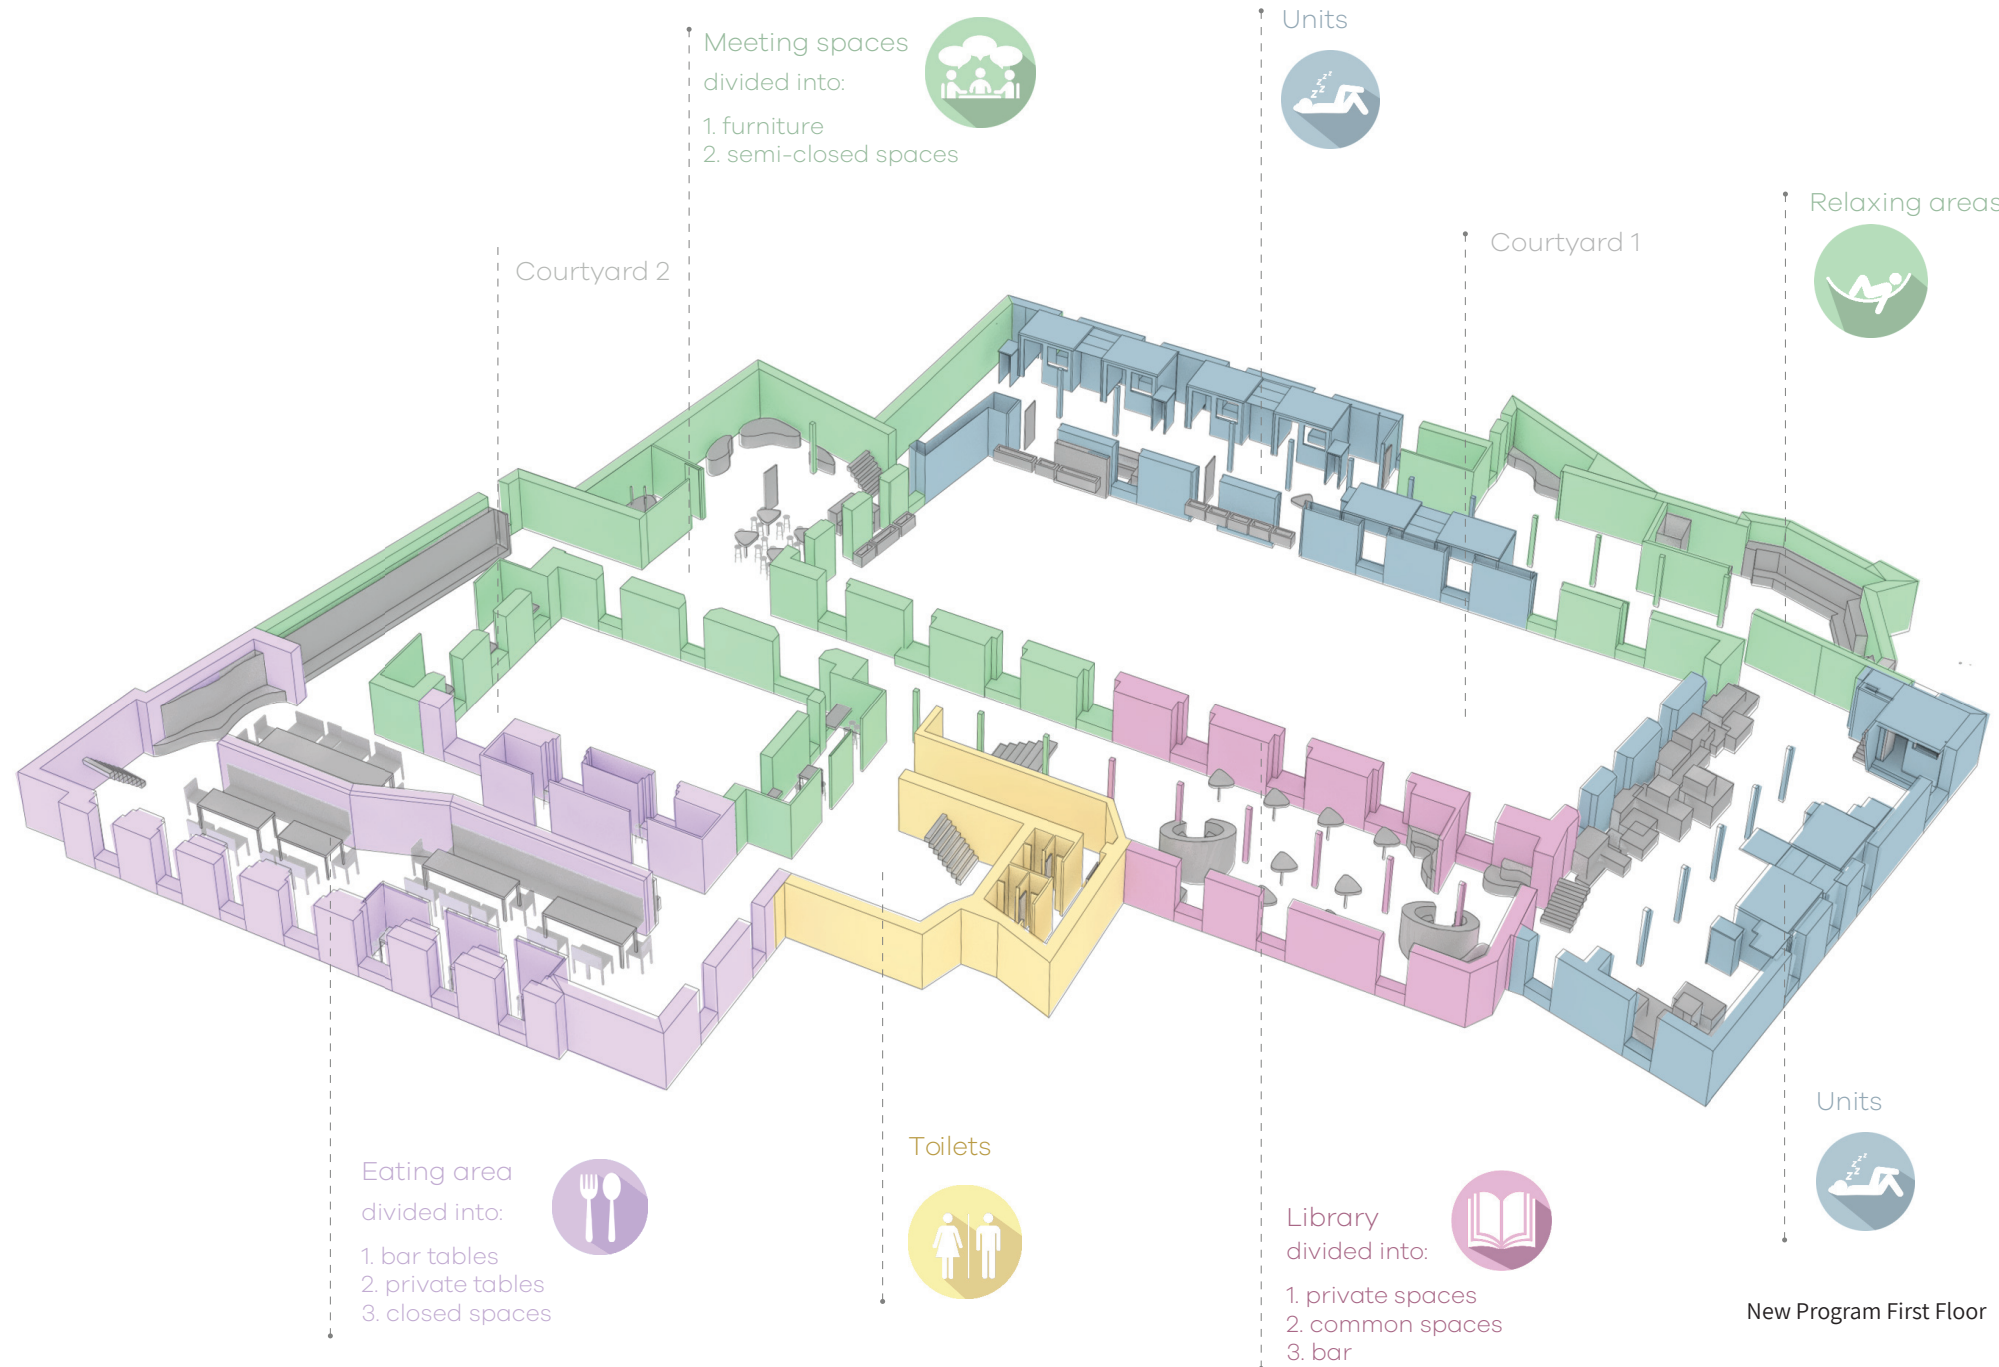 Meeting spaces
divided into:
1. furniture
2. semi-closed spaces
Units
Relaxing areas
Courtyard 2
Courtyard 1
Eating area
divided into:
1. bar tables
2. private tables
3. closed spaces
Toilets
Library
divided into:
1. private spaces
2. common spaces
3. bar
Units
New Program First Floor